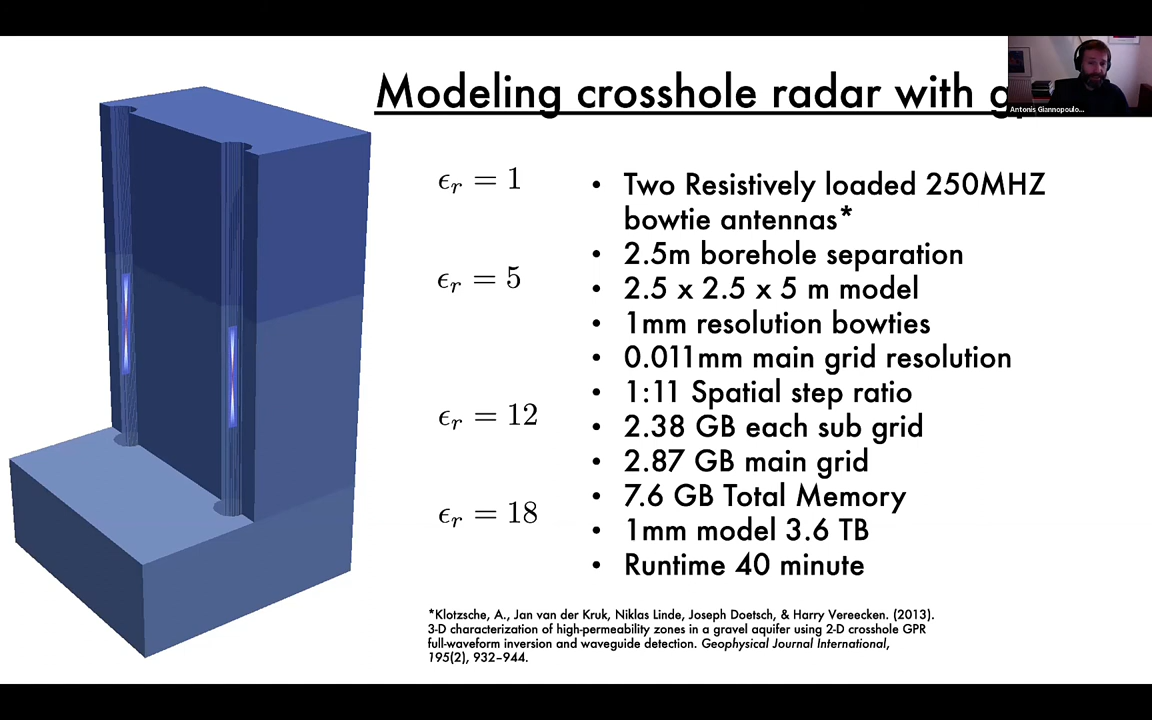 Modeling crosshole radar with
Antonis Giannopoulo...
ϵr = 1
ϵr = 5
ϵr = 12
ϵr = 18
• Two Resistively loaded 250MHZ
bowtie antennas*
• 2.5m borehole separation
• 2.5 x 2.5 x 5 m model
• 1mm resolution bowties
• 0.011mm main grid resolution
• 1:11 Spatial step ratio
• 2.38 GB each sub grid
• 2.87 GB main grid
• 7.6 GB Total Memory
• 1mm model 3.6 TB
• Runtime 40 minute
*Klotzsche, A., Jan van der Kruk, Niklas Linde, Joseph Doetsch, & Harry Vereecken. (2013).
3-D characterization of high-permeability zones in a gravel aquifer using 2-D crosshole GPR
full-waveform inversion and waveguide detection. Geophysical Journal International,
195(2), 932–944.